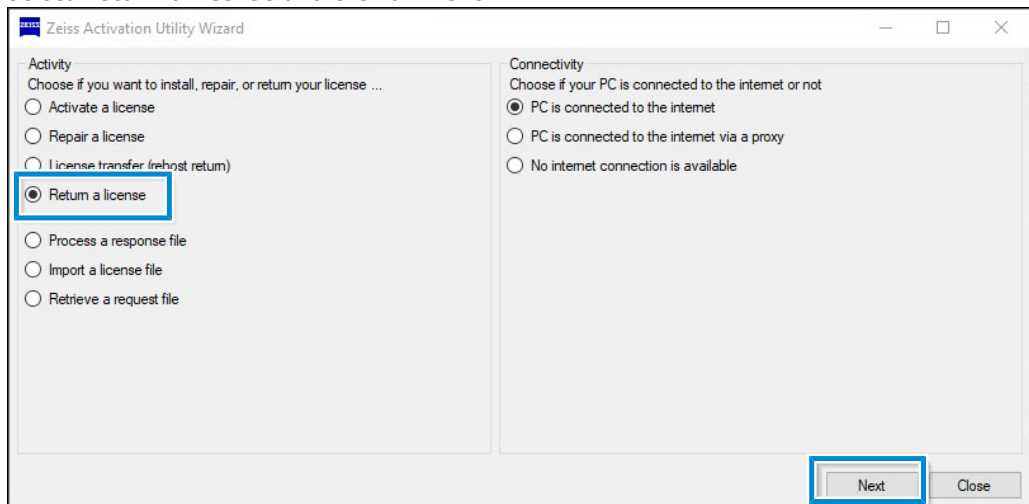 Zeiss Activation Utility Wizard
Activity
Choose if you want to install, repair, or return your license ...
Activate a license
Repair a license
License transfer (rehost return)
Return a license
Process a response file
Import a license file
Retrieve a request file
Connectivity
Choose if your PC is connected to the internet or not
PC is connected to the internet
PC is connected to the internet via a proxy
No internet connection is available
Next
Close